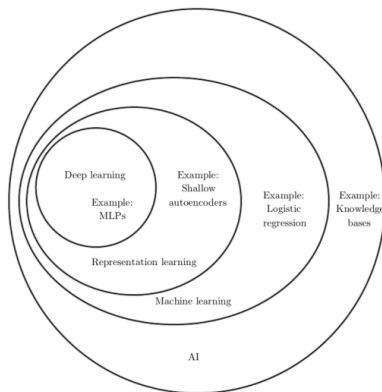 Deep learning
Example:
MLPs
Example:
Shallow
autoencoders
Example:
Logistic
regression
Example:
Knowledge
bases
Representation learning
Machine learning
AI